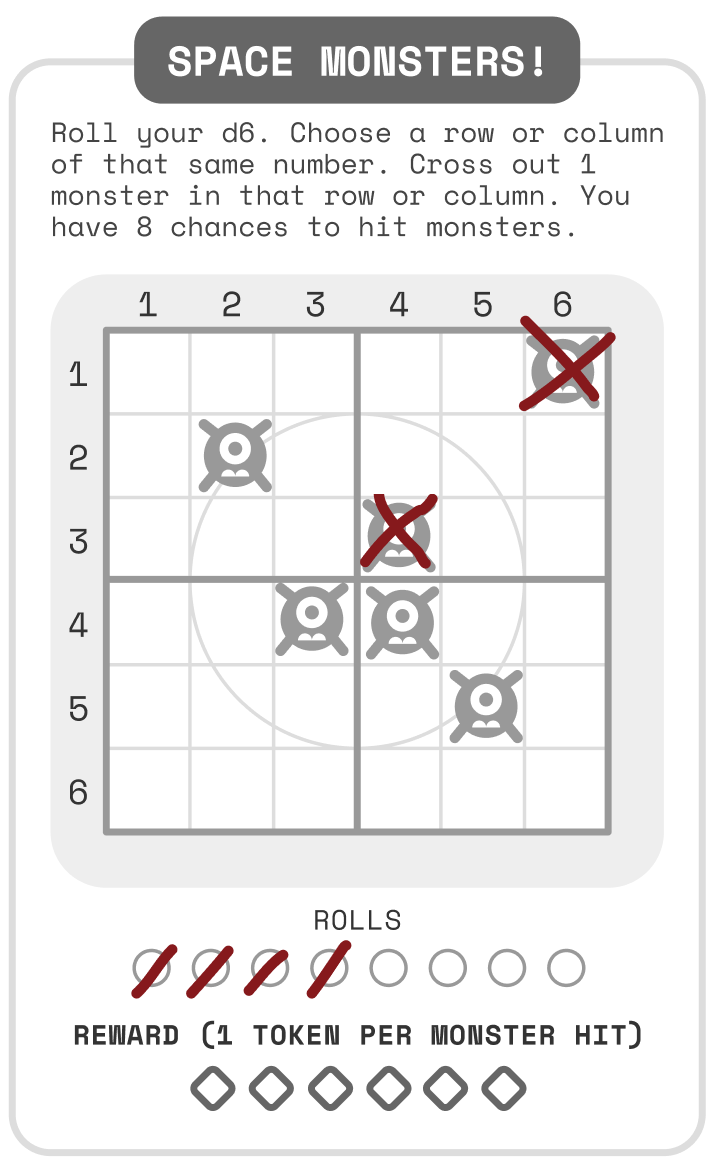 SPACE MONSTERS!
Roll your d6. Choose a row or column
of that same number. Cross out 1
monster in that row or column. You
have 8 chances to hit monsters.
1 2 3 4 5 6
1
2
3
4
5
6
ROLLS
REWARD (1 TOKEN PER MONSTER HIT)